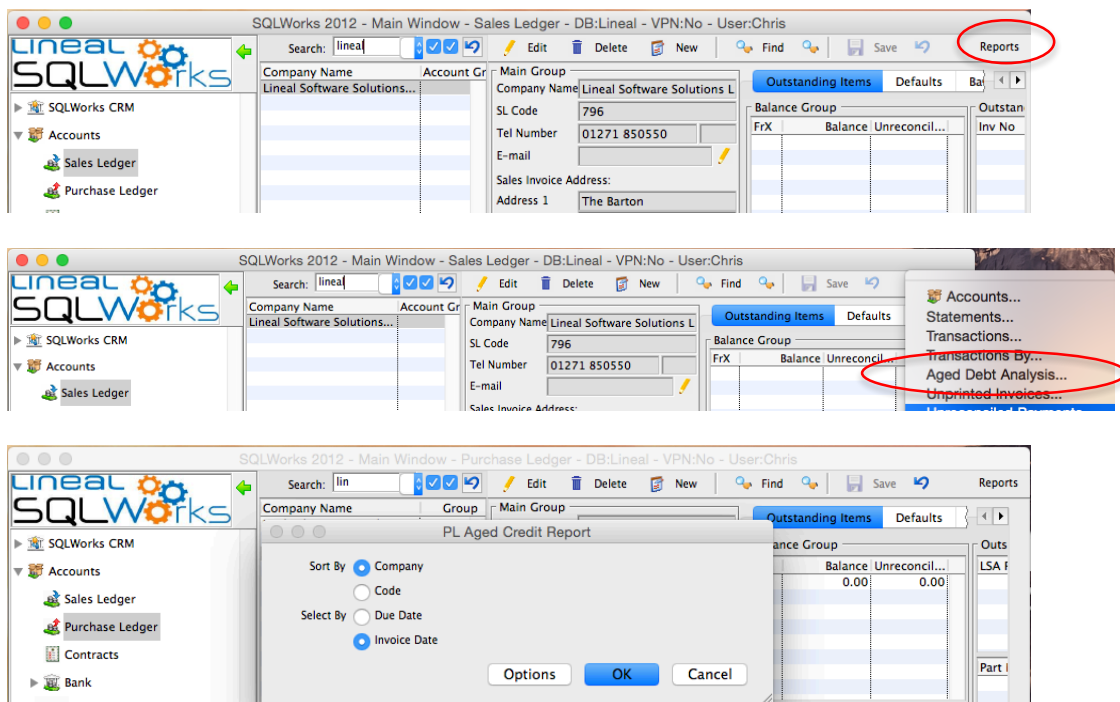 SQLWorks 2012 - Main Window - Sales Ledger - DB:Lineal - VPN:No - User:Chris
LINEAL
SQLWorks
Search: lineal Edit Delete New Find Save Reports
Company Name Account Gr
Lineal Software Solutions...
Main Group
Company Name Lineal Software Solutions L
SL Code 796
Tel Number 01271 850550
E-mail
Sales Invoice Address:
Address 1 The Barton
Outstanding Items Defaults Ba
Balance Group
FrX Balance Unreconcil...
Outstan
Inv No
SQLWorks CRM
Accounts
Sales Ledger
Purchase Ledger
SQLWorks 2012 - Main Window - Sales Ledger - DB:Lineal - VPN:No - User:Chris
LINEAL
SQLWorks
Search: lineal Edit Delete New Find Save
Company Name Account Gr
Lineal Software Solutions...
Main Group
Company Name Lineal Software Solutions L
SL Code 796
Tel Number 01271 850550
E-mail
Sales Invoice Address:
Outstanding Items Defaults
Balance Group
FrX Balance Unreconcil
Accounts...
Statements...
Transactions...
Transactions By...
Aged Debt Analysis...
Unprinted Invoices...
Unreconciled Payments
SQLWorks CRM
Accounts
Sales Ledger
SQLWorks 2012 - Main Window - Purchase Ledger - DB:Lineal - VPN:No - User:Chris
LINEAL
SQLWorks
Search: lin Edit Delete New Find Save Reports
Company Name Group
Main Group
Outstanding Items Defaults
PL Aged Credit Report
Sort By Company
Code
Select By Due Date
Invoice Date
Options OK Cancel
ance Group
Balance Unreconcil...
0.00 0.00
Outs
LSA
Part
SQLWorks CRM
Accounts
Sales Ledger
Purchase Ledger
Contracts
Bank